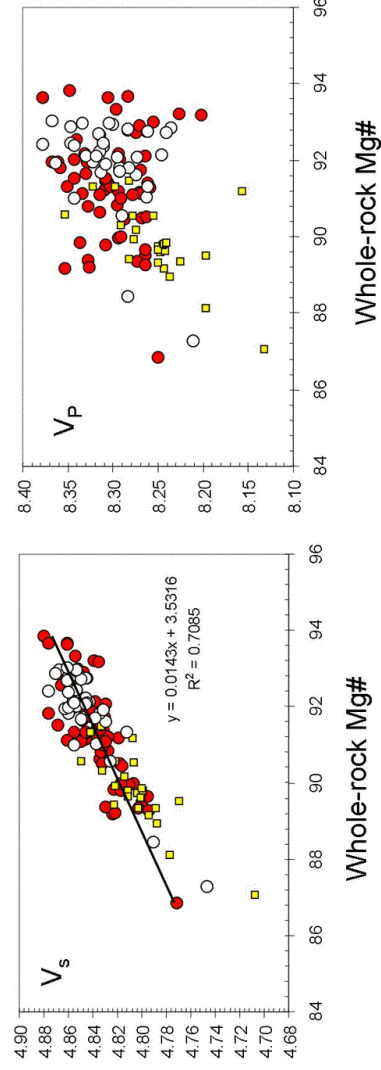 Vs
4.90
4.88
4.86
4.84
4.82
4.80
4.78
4.76
4.74
4.72
4.70
4.68
y = 0.0143x + 3.5316
R² = 0.7085
84 86 88 90 92 94 96
Whole-rock Mg#
VP
8.40
8.35
8.30
8.25
8.20
8.15
8.10
84 86 88 90 92 94 96
Whole-rock Mg#